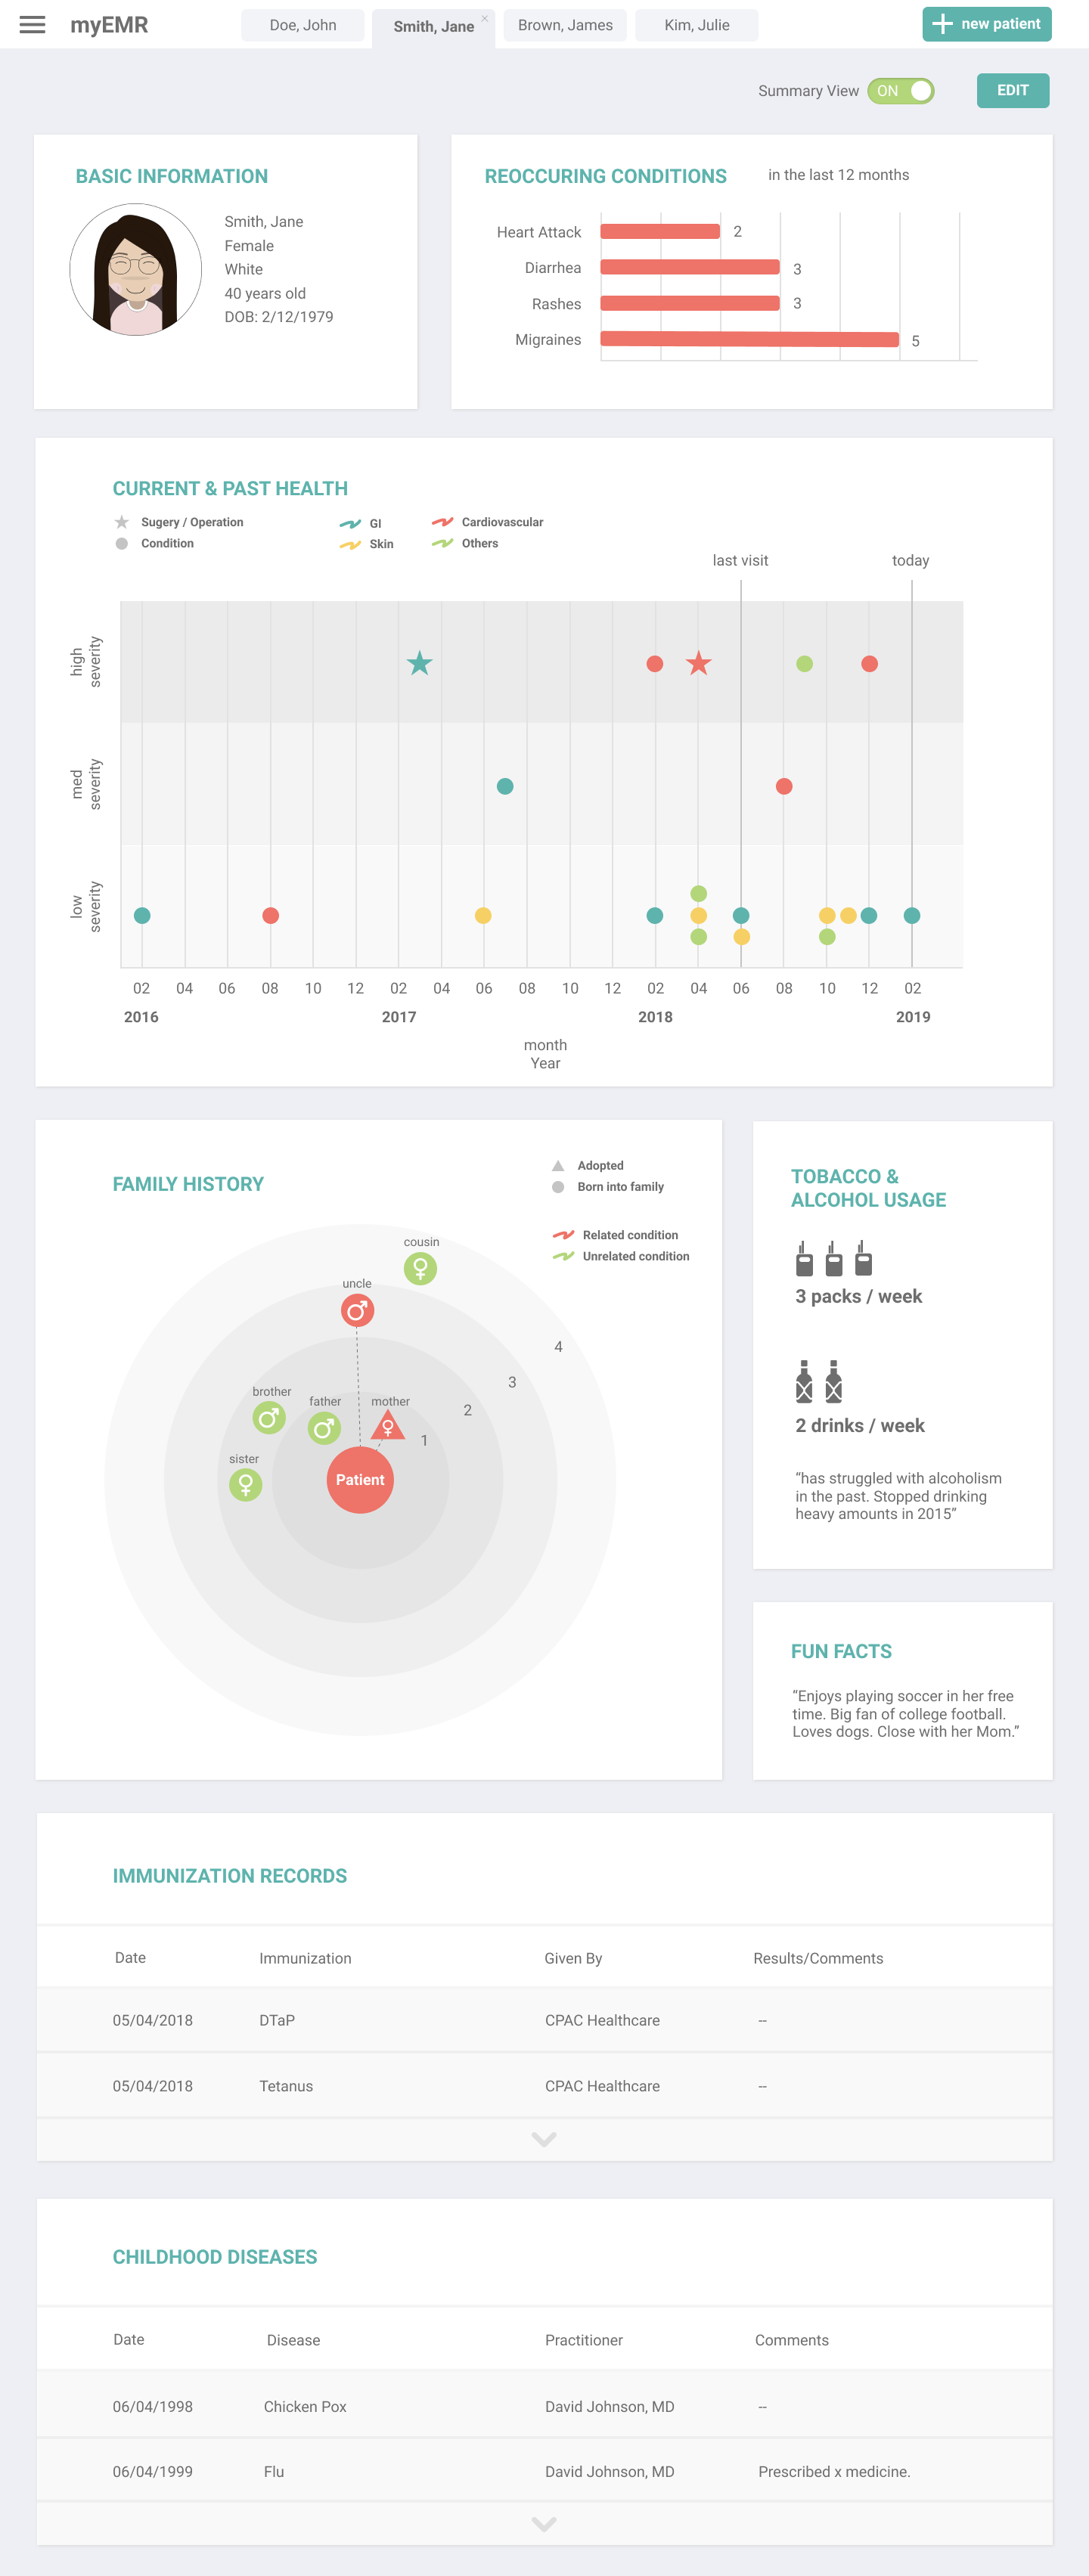 myEMR
Doe, John
Smith, Jane ×
Brown, James
Kim, Julie
+ new patient
Summary View ON
EDIT
BASIC INFORMATION
Smith, Jane
Female
White
40 years old
DOB: 2/12/1979
REOCCURING CONDITIONS in the last 12 months
Heart Attack 2
Diarrhea 3
Rashes 3
Migraines 5
CURRENT & PAST HEALTH
Sugery / Operation
Condition
GI
Skin
Cardiovascular
Others
last visit
today
high
severity
med
severity
low
severity
02 04 06 08 10 12 02 04 06 08 10 12 02 04 06 08 10 12 02
2016 2017 2018 2019
month
Year
FAMILY HISTORY
Adopted
Born into family
Related condition
Unrelated condition
cousin
uncle
4
3
brother
father
mother
2
1
sister
Patient
TOBACCO &
ALCOHOL USAGE
3 packs / week
2 drinks / week
“has struggled with alcoholism
in the past. Stopped drinking
heavy amounts in 2015”
FUN FACTS
“Enjoys playing soccer in her free
time. Big fan of college football.
Loves dogs. Close with her Mom.”
IMMUNIZATION RECORDS
Date Immunization Given By Results/Comments
05/04/2018 DTaP CPAC Healthcare --
05/04/2018 Tetanus CPAC Healthcare --
CHILDHOOD DISEASES
Date Disease Practitioner Comments
06/04/1998 Chicken Pox David Johnson, MD --
06/04/1999 Flu David Johnson, MD Prescribed x medicine.